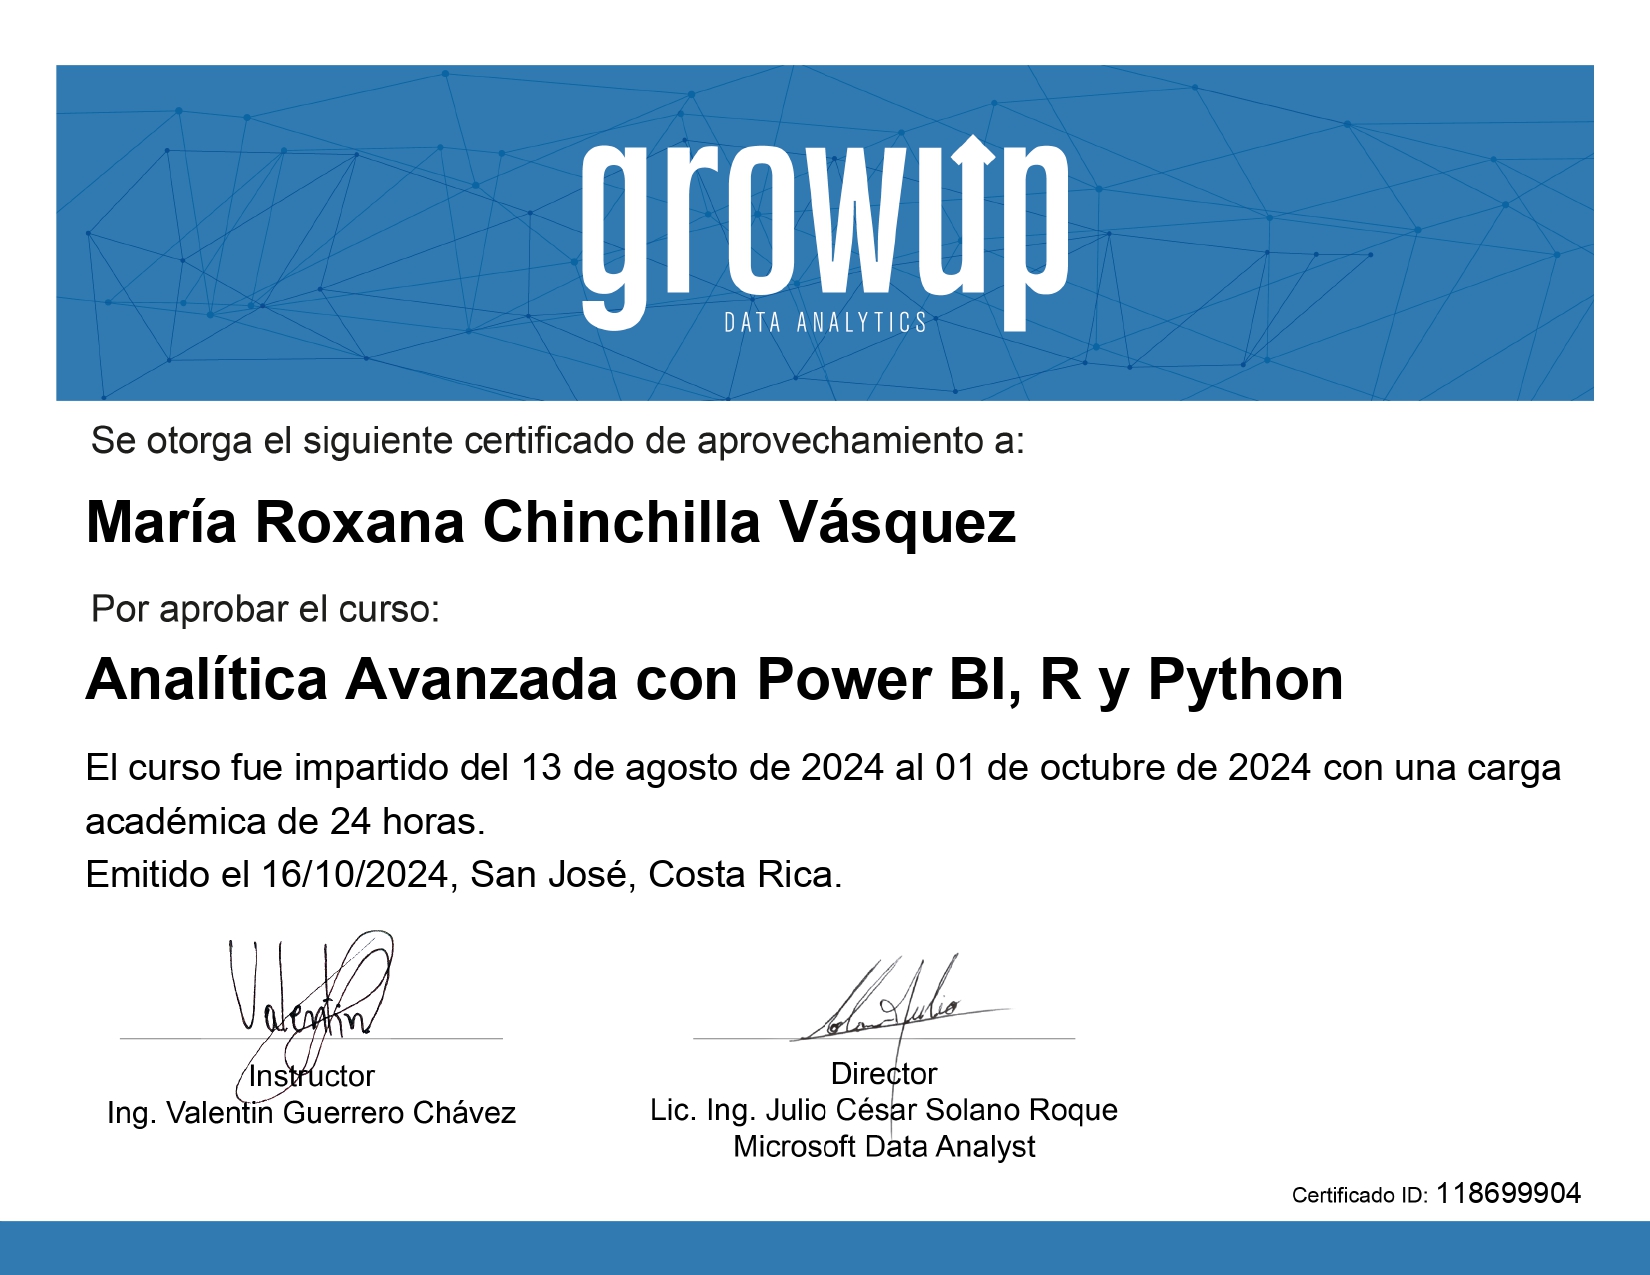 growup
DATA ANALYTICS
Se otorga el siguiente certificado de aprovechamiento a:
María Roxana Chinchilla Vásquez
Por aprobar el curso:
Analítica Avanzada con Power BI, R y Python
El curso fue impartido del 13 de agosto de 2024 al 01 de octubre de 2024 con una carga
académica de 24 horas.
Emitido el 16/10/2024, San José, Costa Rica.
Valentin
Solano Julio
Instructor
Ing. Valentin Guerrero Chávez
Director
Lic. Ing. Julio César Solano Roque
Microsoft Data Analyst
Certificado ID: 118699904